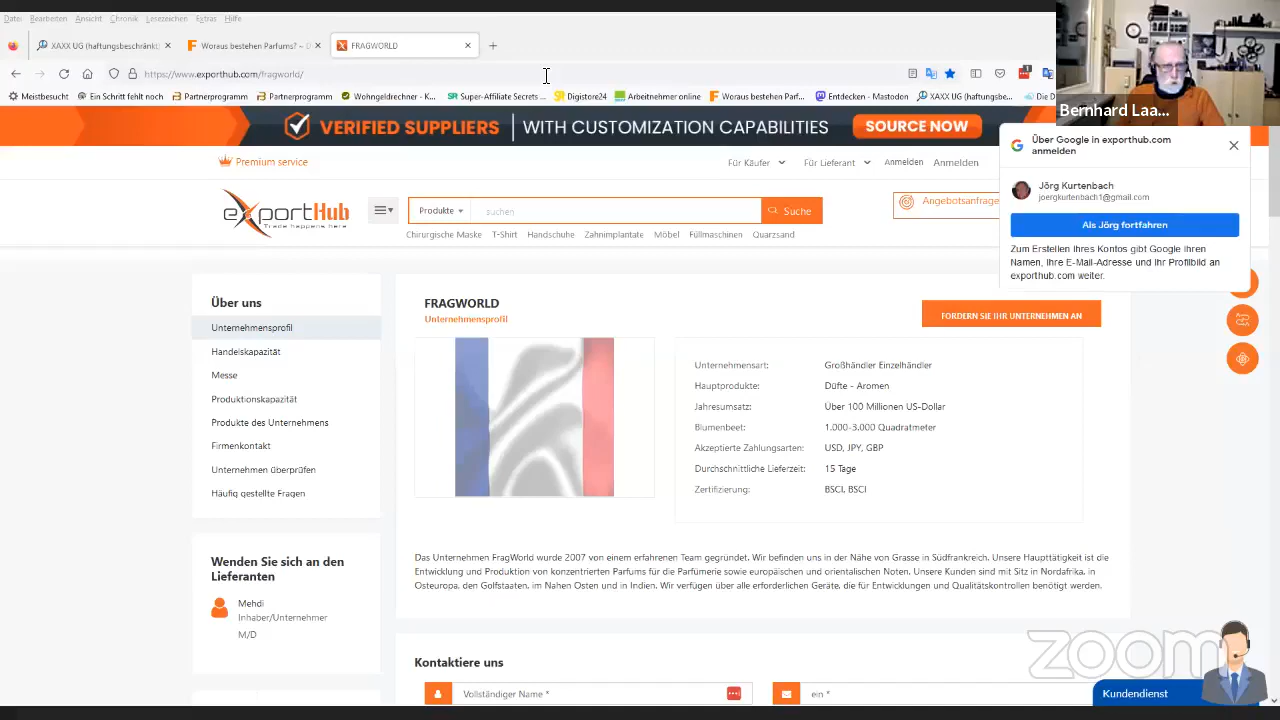 Datei Bearbeiten Ansicht Chronik Lesezeichen Extras Hilfe
XAXX UG (haftungsbeschränkt Woraus bestehen Parfums? – FRAGWORLD
https://www.exporthub.com/fragworld/
Meistbesucht Ein Schritt fehlt noch Partnerprogramm Partnerprogramm Wohngeldrechner - K... Super-Affiliate Secrets ... Digistore24 Arbeitnehmer online Woraus bestehen Parf... Entdecken - Mastodon XAXX UG (haftungsbe... Die D
Bernhard Laa...
VERIFIED SUPPLIERS WITH CUSTOMIZATION CAPABILITIES SOURCE NOW
Premium service Für Käufer Für Lieferant Anmelden Anmelden
Über Google in exporthub.com
anmelden
Jörg Kurtenbach
joergkurtenbach1@gmail.com
Als Jörg fortfahren
Zum Erstellen Ihres Kontos gibt Google Ihren
Namen, Ihre E-Mail-Adresse und Ihr Profilbild an
exporthub.com weiter.
exportHub
Trade happens here
Produkte suchen Suche
Angebotsanfrage
Chirurgische Maske T-Shirt Handschuhe Zahnimplantate Möbel Füllmaschinen Quarzsand
Über uns
Unternehmensprofil
Handelskapazität
Messe
Produktionskapazität
Produkte des Unternehmens
Firmenkontakt
Unternehmen überprüfen
Häufig gestellte Fragen
Wenden Sie sich an den
Lieferanten
Mehdi
Inhaber/Unternehmer
M/D
FRAGWORLD
Unternehmensprofil
FORDERN SIE IHR UNTERNEHMEN AN
Unternehmensart: Großhändler Einzelhändler
Hauptprodukte: Düfte - Aromen
Jahresumsatz: Über 100 Millionen US-Dollar
Blumenbeet: 1.000-3.000 Quadratmeter
Akzeptierte Zahlungsarten: USD, JPY, GBP
Durchschnittliche Lieferzeit: 15 Tage
Zertifizierung: BSCI, BSCI
Das Unternehmen FragWorld wurde 2007 von einem erfahrenen Team gegründet. Wir befinden uns in der Nähe von Grasse in Südfrankreich. Unsere Haupttätigkeit ist die
Entwicklung und Produktion von konzentrierten Parfums für die Parfümerie sowie europäischen und orientalischen Noten. Unsere Kunden sind mit Sitz in Nordafrika, in
Osteuropa, den Golfstaaten, im Nahen Osten und in Indien. Wir verfügen über alle erforderlichen Geräte, die für Entwicklungen und Qualitätskontrollen benötigt werden.
Kontaktiere uns
Vollständiger Name * ein *
zoom
Kundendienst